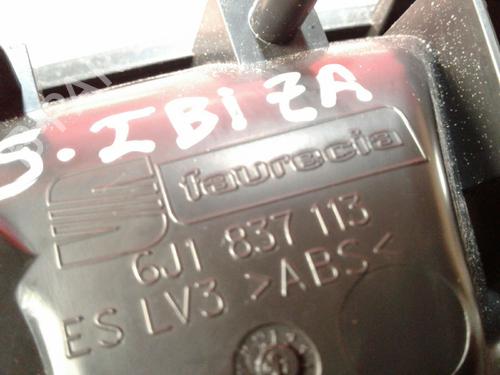 S. IBIZA
faurecia
6J1 837 113
ES LV3 >ABS<